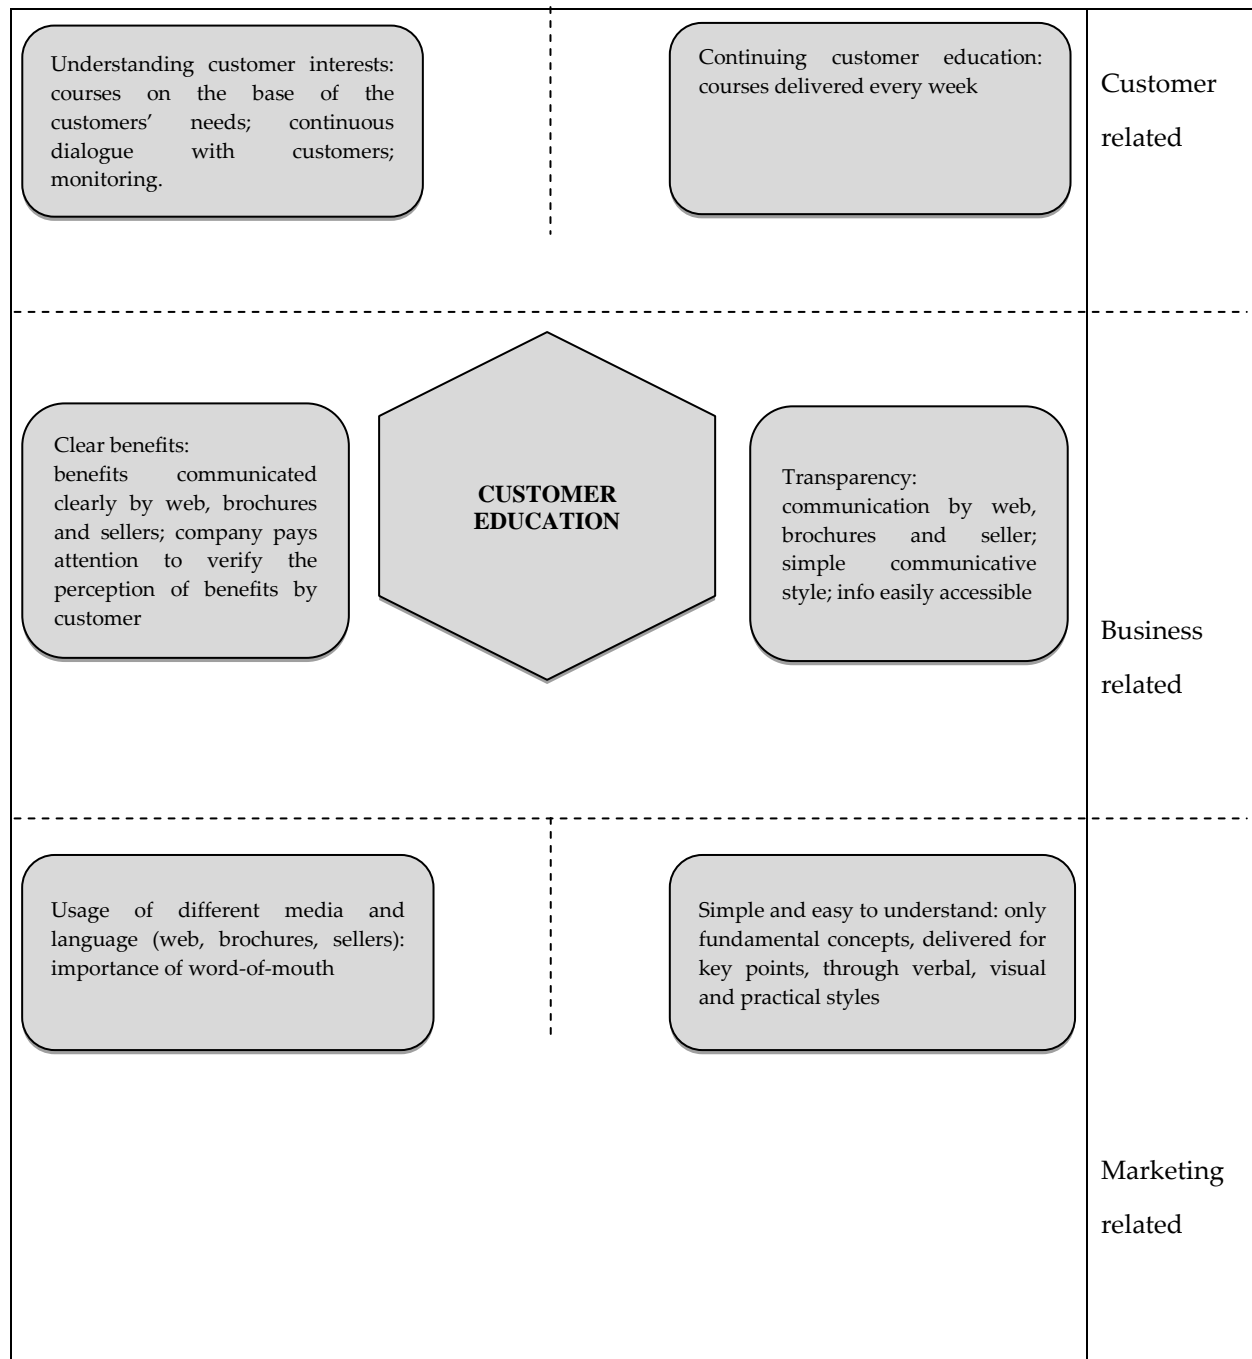 Understanding customer interests:
courses on the base of the
customers’ needs; continuous
dialogue with customers;
monitoring.
Continuing customer education:
courses delivered every week
Customer
related
Clear benefits:
benefits communicated
clearly by web, brochures
and sellers; company pays
attention to verify the
perception of benefits by
customer
CUSTOMER
EDUCATION
Transparency:
communication by web,
brochures and seller;
simple communicative
style; info easily accessible
Business
related
Usage of different media and
language (web, brochures, sellers):
importance of word-of-mouth
Simple and easy to understand: only
fundamental concepts, delivered for
key points, through verbal, visual
and practical styles
Marketing
related